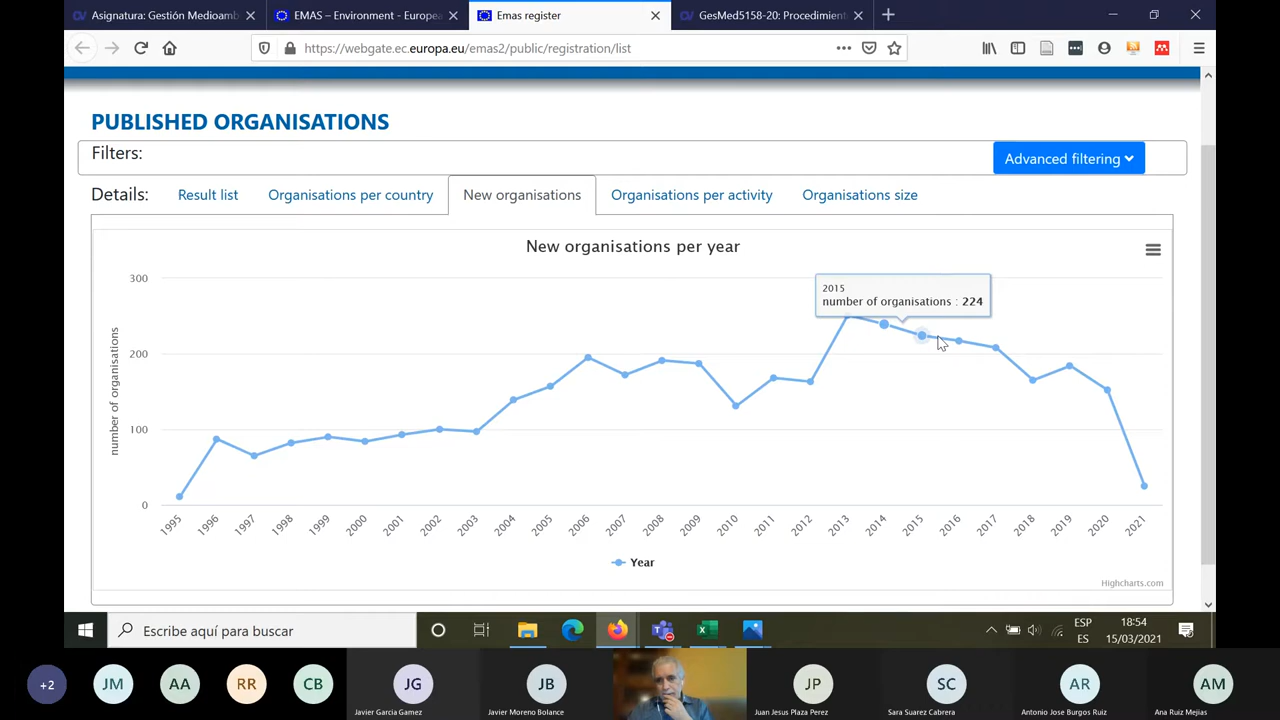 Asignatura: Gestión Medioamb
EMAS – Environment - Europea
Emas register
GesMed5158-20: Procedimient
https://webgate.ec.europa.eu/emas2/public/registration/list
PUBLISHED ORGANISATIONS
Filters:
Advanced filtering
Details:
Result list
Organisations per country
New organisations
Organisations per activity
Organisations size
New organisations per year
2015
number of organisations : 224
number of organisations
300
200
100
0
1995
1996
1997
1998
1999
2000
2001
2002
2003
2004
2005
2006
2007
2008
2009
2010
2011
2012
2013
2014
2015
2016
2017
2018
2019
2020
2021
Year
Highcharts.com
Escribe aquí para buscar
ESP
ES
18:54
15/03/2021
+2
JM
AA
RR
CB
JG
Javier Garcia Gamez
JB
Javier Moreno Bolance
JP
Juan Jesus Plaza Perez
SC
Sara Suarez Cabrera
AR
Antonio Jose Burgos Ruiz
AM
Ana Ruiz Mejias